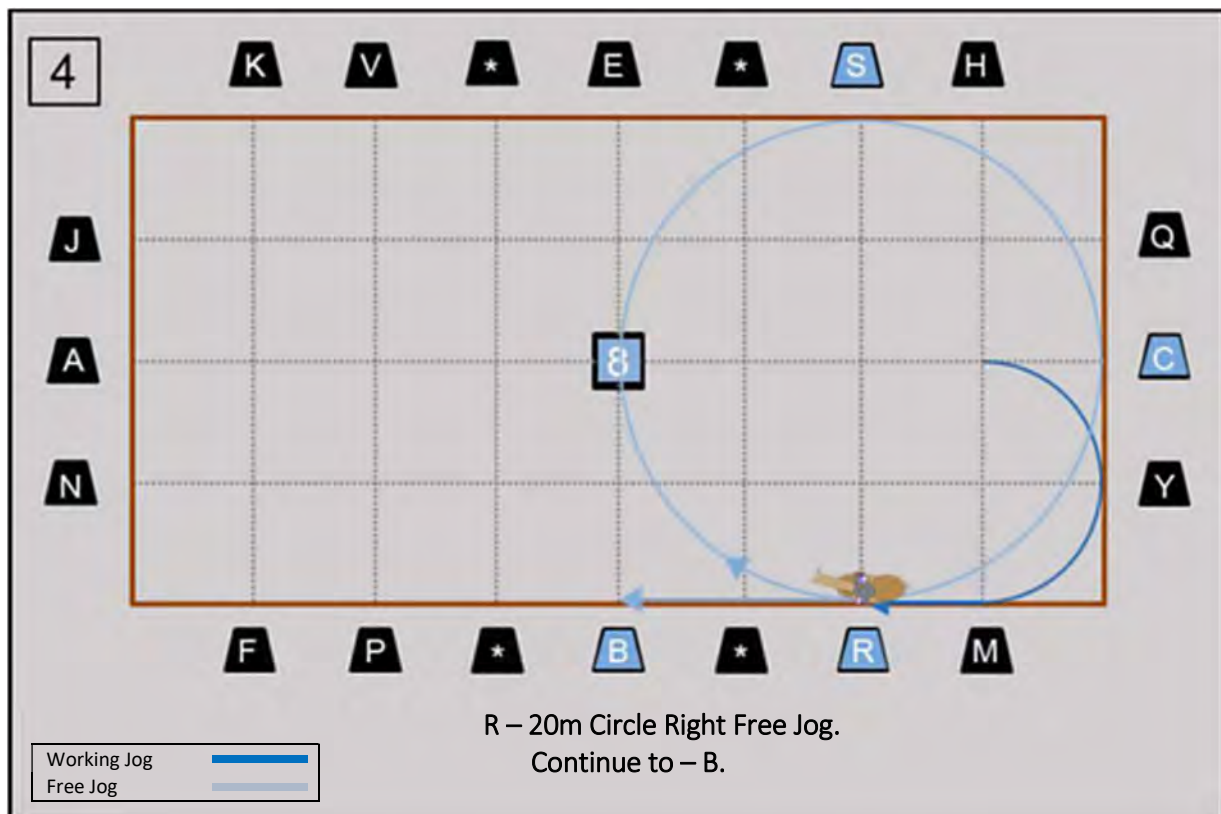 4
K V * E * S H
J Q
A 8 C
N Y
F P * B * R M
R – 20m Circle Right Free Jog.
Continue to – B.
Working Jog
Free Jog